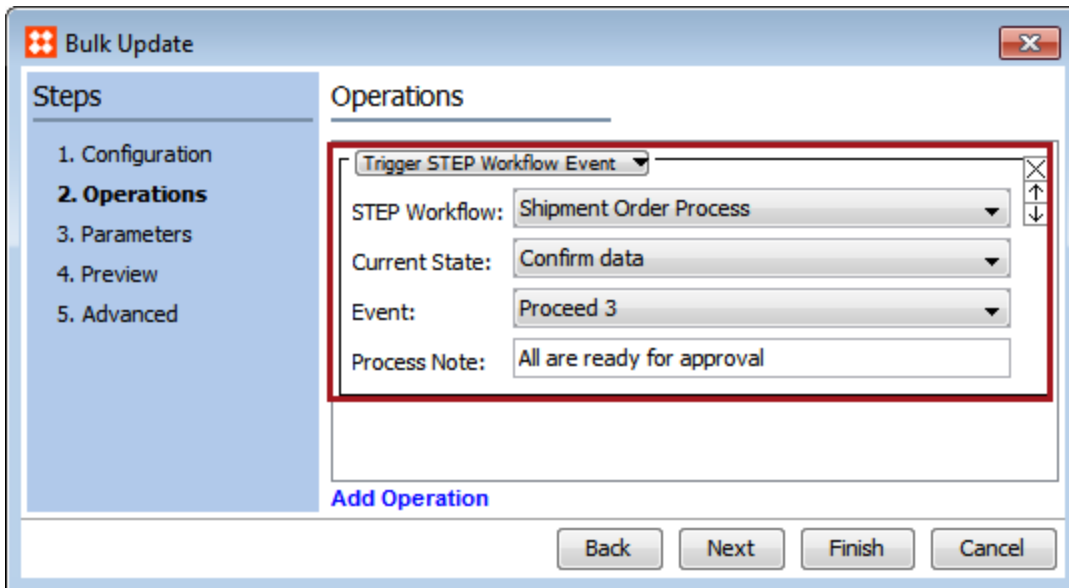 Bulk Update
Steps
1. Configuration
2. Operations
3. Parameters
4. Preview
5. Advanced
Operations
Trigger STEP Workflow Event
STEP Workflow: Shipment Order Process
Current State: Confirm data
Event: Proceed 3
Process Note: All are ready for approval
Add Operation
Back Next Finish Cancel